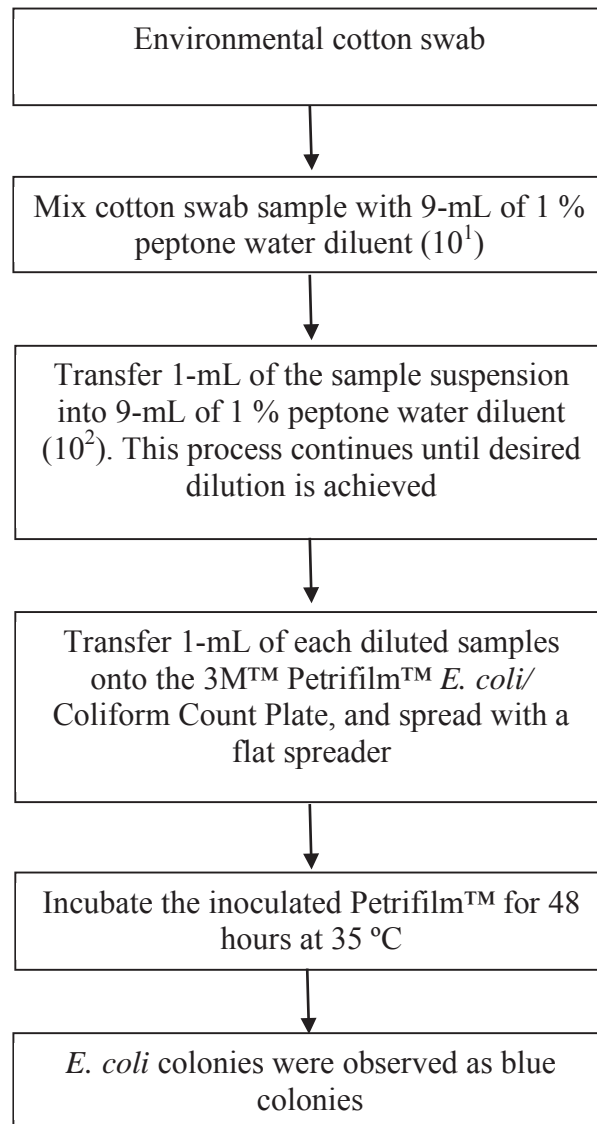 Environmental cotton swab
Mix cotton swab sample with 9-mL of 1 %
peptone water diluent (10¹)
Transfer 1-mL of the sample suspension
into 9-mL of 1 % peptone water diluent
(10²). This process continues until desired
dilution is achieved
Transfer 1-mL of each diluted samples
onto the 3M™ Petrifilm™ E. coli/
Coliform Count Plate, and spread with a
flat spreader
Incubate the inoculated Petrifilm™ for 48
hours at 35 ºC
E. coli colonies were observed as blue
colonies